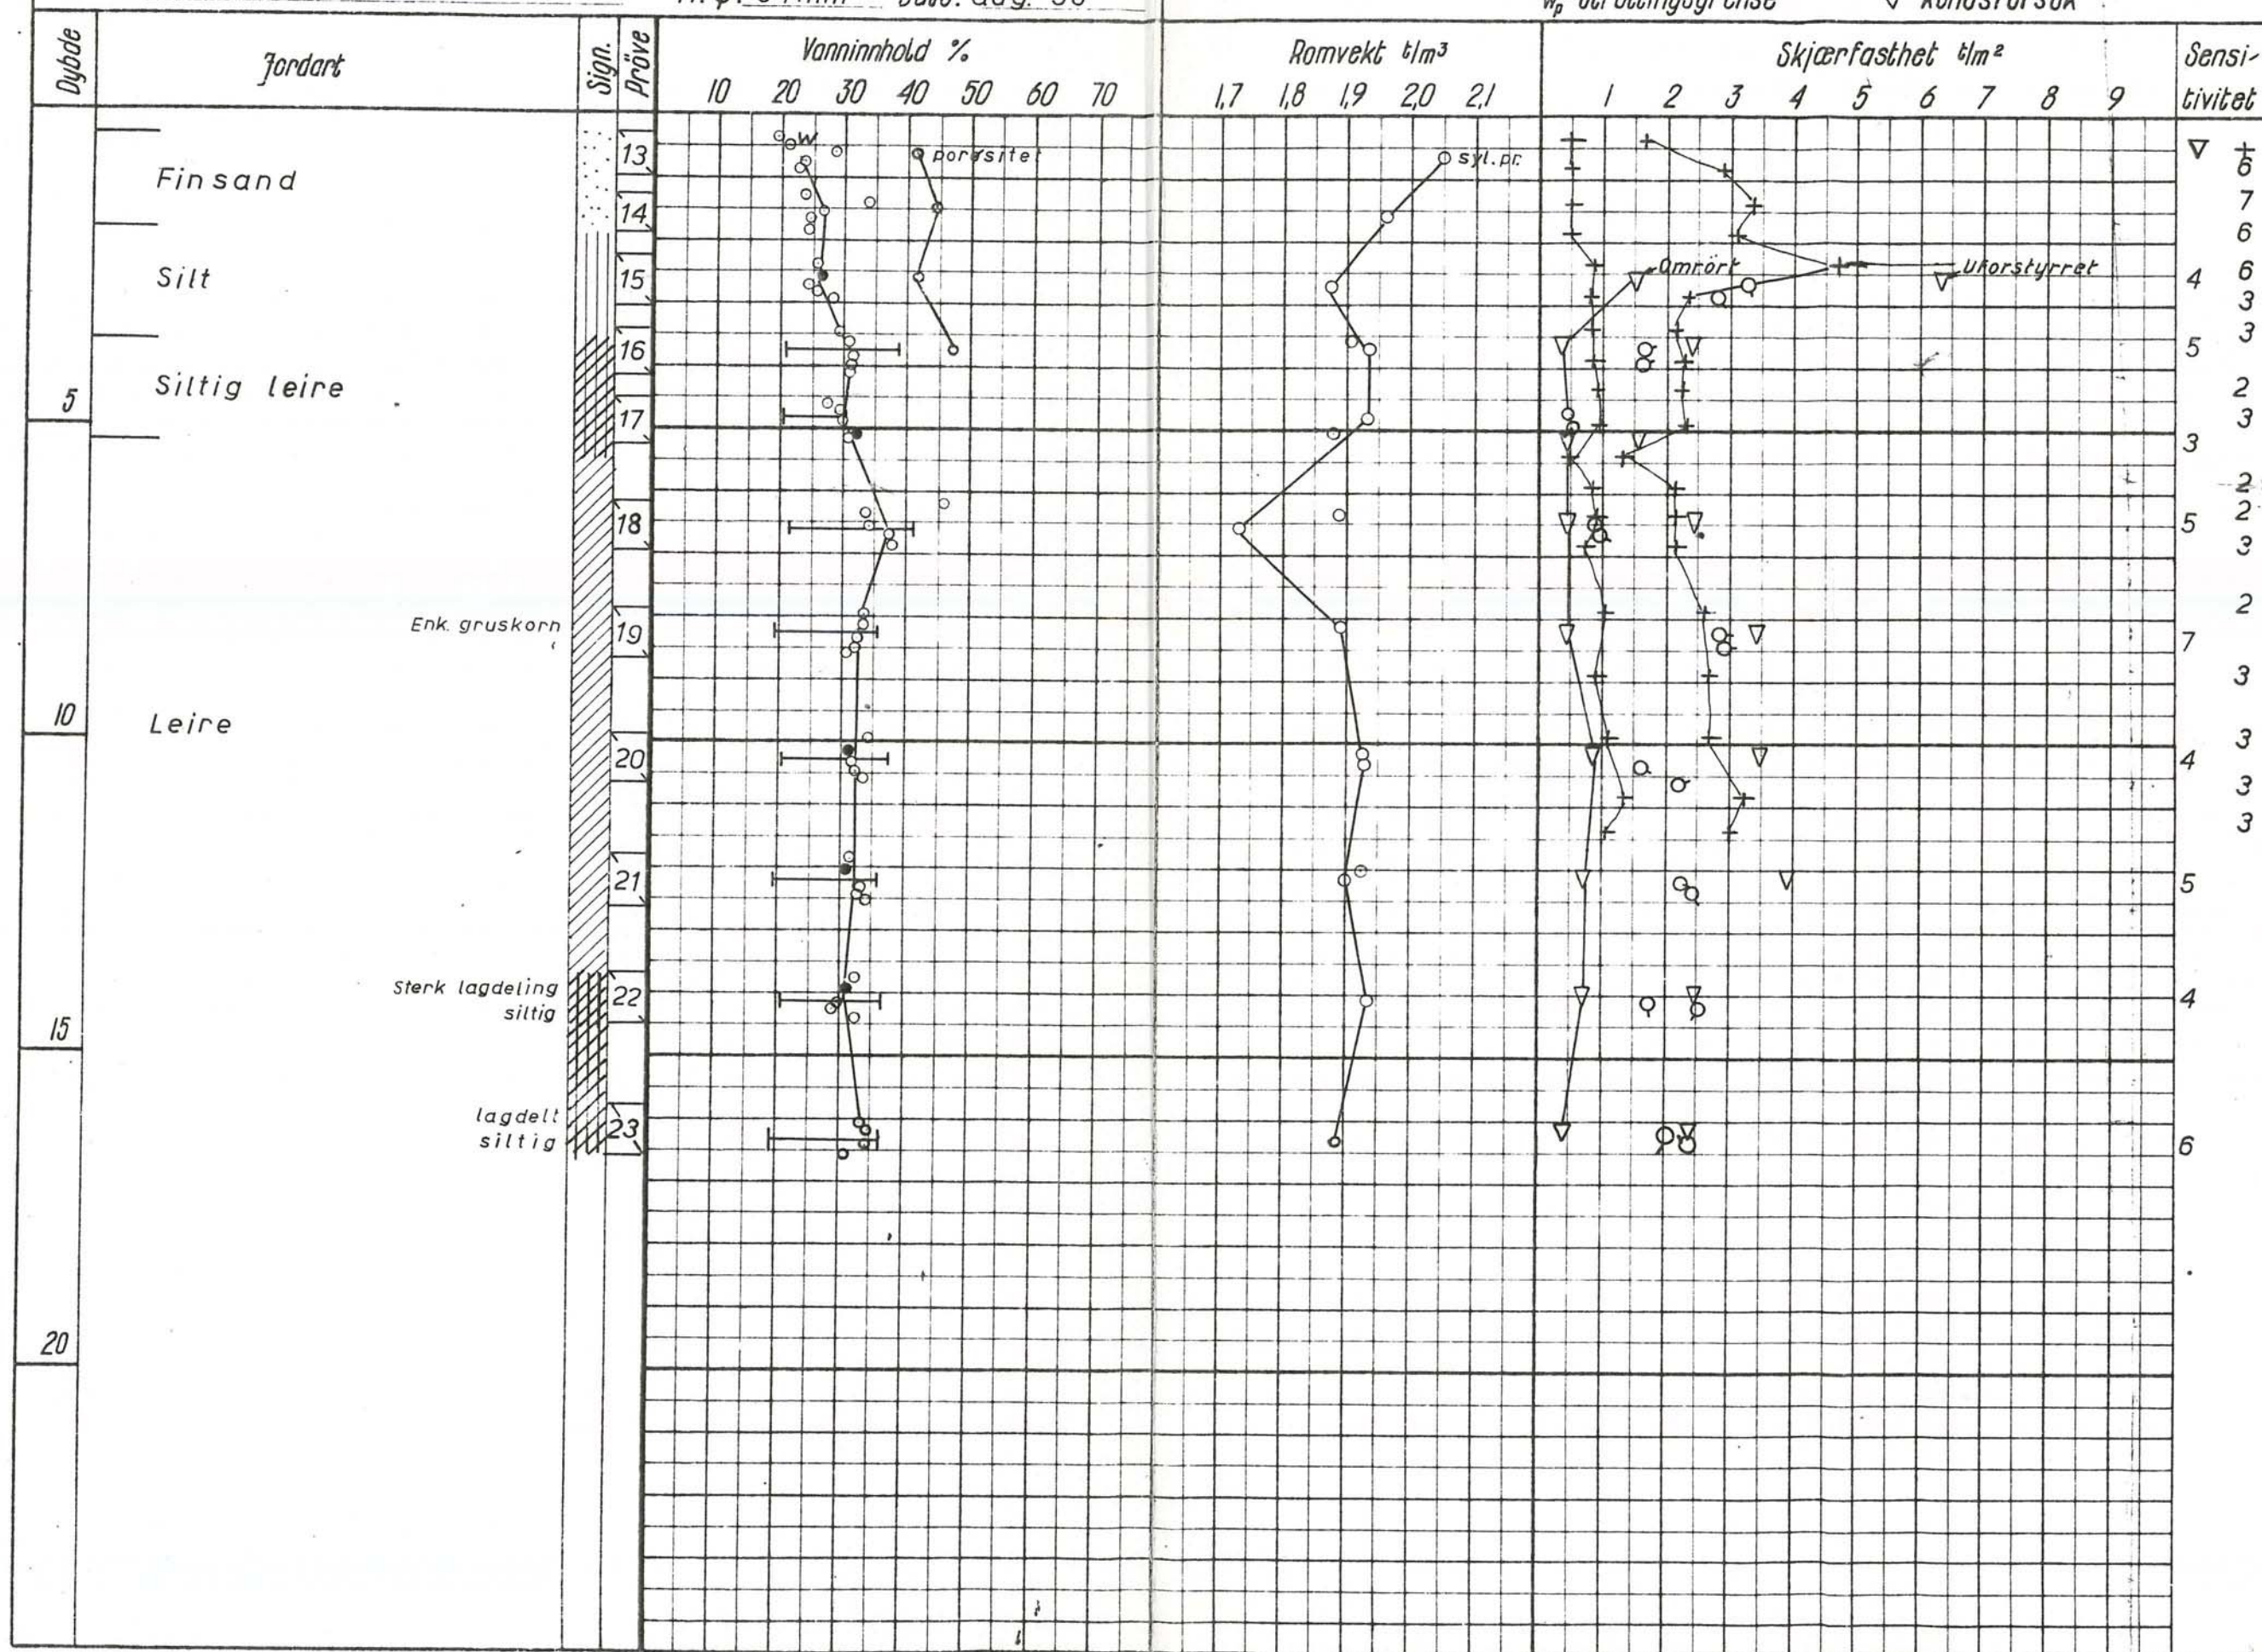 Dybde Jordart Sign. Pröve Vanninnhold % Romvekt t/m³ Skjærfasthet t/m² Sensi-
10 20 30 40 50 60 70 1,7 1,8 1,9 2,0 2,1 1 2 3 4 5 6 7 8 9 tivitet
w 13 porøsitet syl.pr. ▽ +
6
Finsand
7
14
6
Silt 15 Omrört Uforstyrret 4 6
3
3
16 5
Siltig leire 2
5 17 3
3
2
2
18 5
3
2
Enk. gruskorn 19 7
3
10 Leire 3
20 4
3
3
21 5
Sterk lagdeling 22 4
siltig
15
lagdelt
siltig 23 6
20